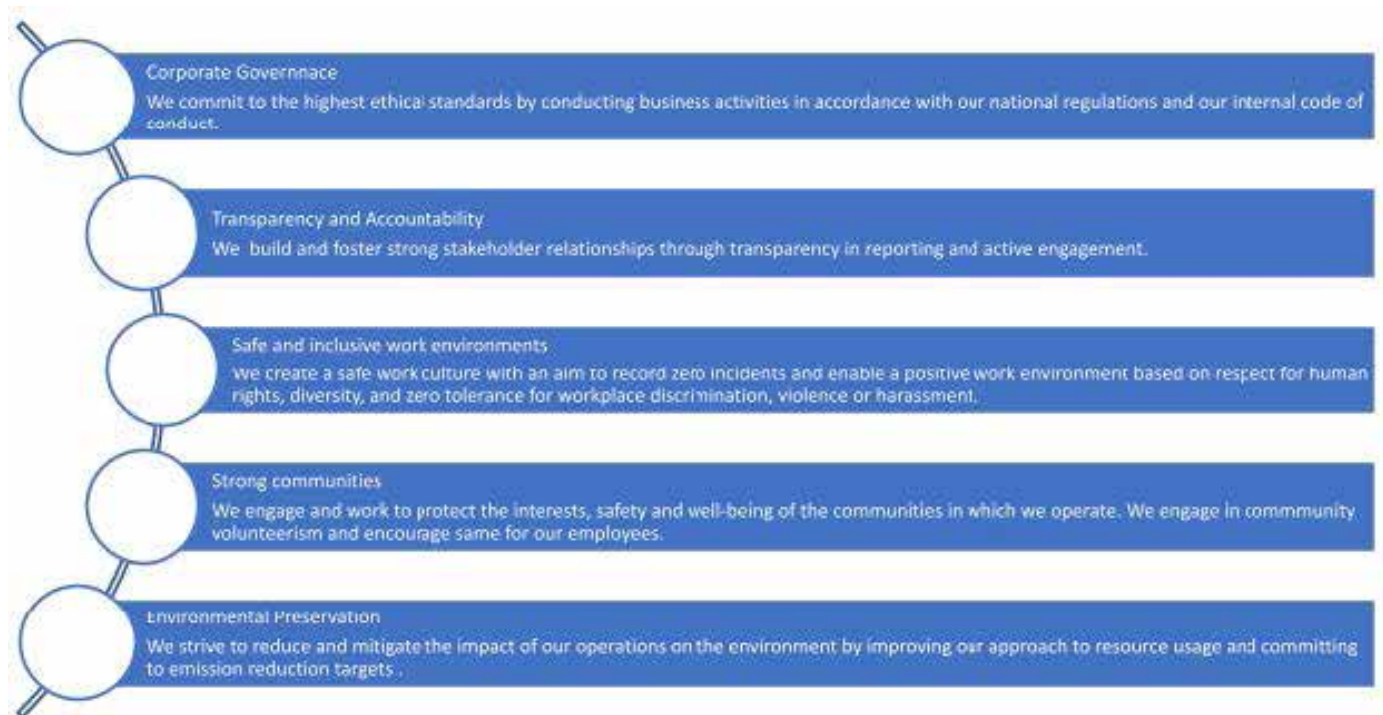 Corporate Governnace
We commit to the highest ethical standards by conducting business activities in accordance with our national regulations and our internal code of
conduct.
Transparency and Accountability
We build and foster strong stakeholder relationships through transparency in reporting and active engagement.
Safe and inclusive work environments
We create a safe work culture with an aim to record zero incidents and enable a positive work environment based on respect for human
rights, diversity, and zero tolerance for workplace discrimination, violence or harassment.
Strong communities
We engage and work to protect the interests, safety and well-being of the communities in which we operate. We engage in commmunity
volunteerism and encourage same for our employees.
Environmental Preservation
We strive to reduce and mitigate the impact of our operations on the environment by improving our approach to resource usage and committing
to emission reduction targets .